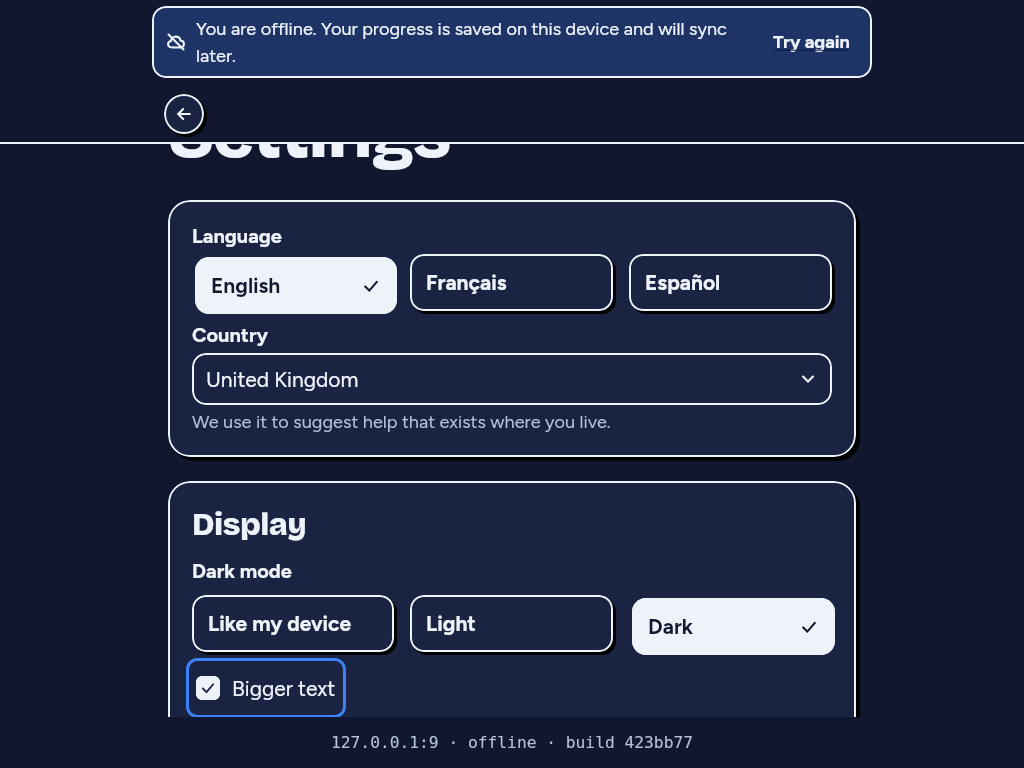 You are offline. Your progress is saved on this device and will sync
later.
Try again
Settings
Language
English
Français
Español
Country
United Kingdom
We use it to suggest help that exists where you live.
Display
Dark mode
Like my device
Light
Dark
Bigger text
127.0.0.1:9 · offline · build 423bb77